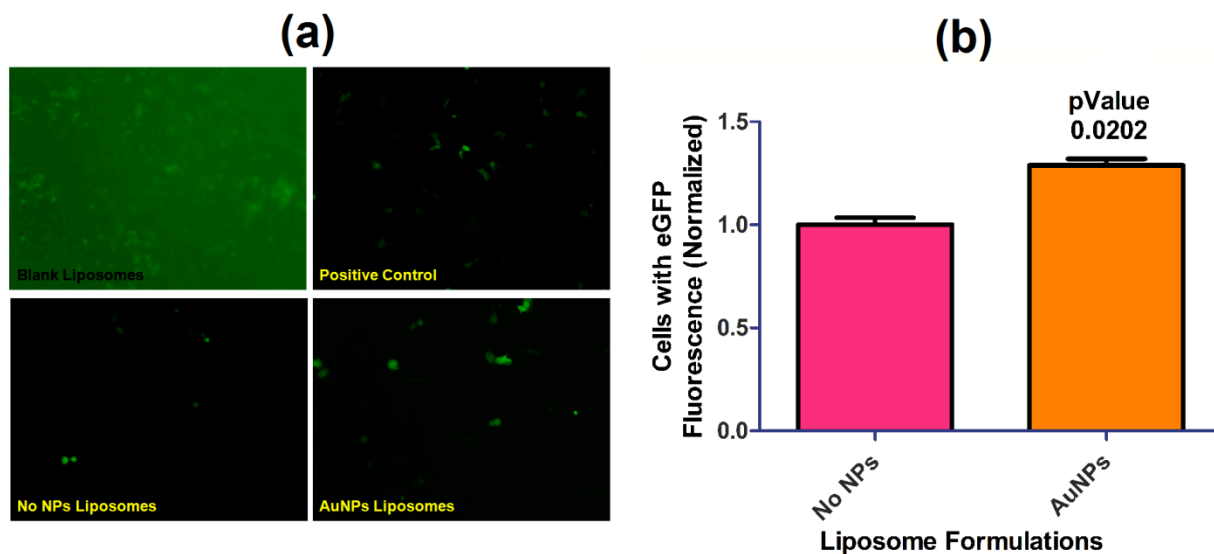 (a)
Blank Liposomes
Positive Control
No NPs Liposomes
AuNPs Liposomes
(b)
pValue
0.0202
Cells with eGFP
Fluorescence (Normalized)
1.5
1.0
0.5
0.0
No NPs
AuNPs
Liposome Formulations